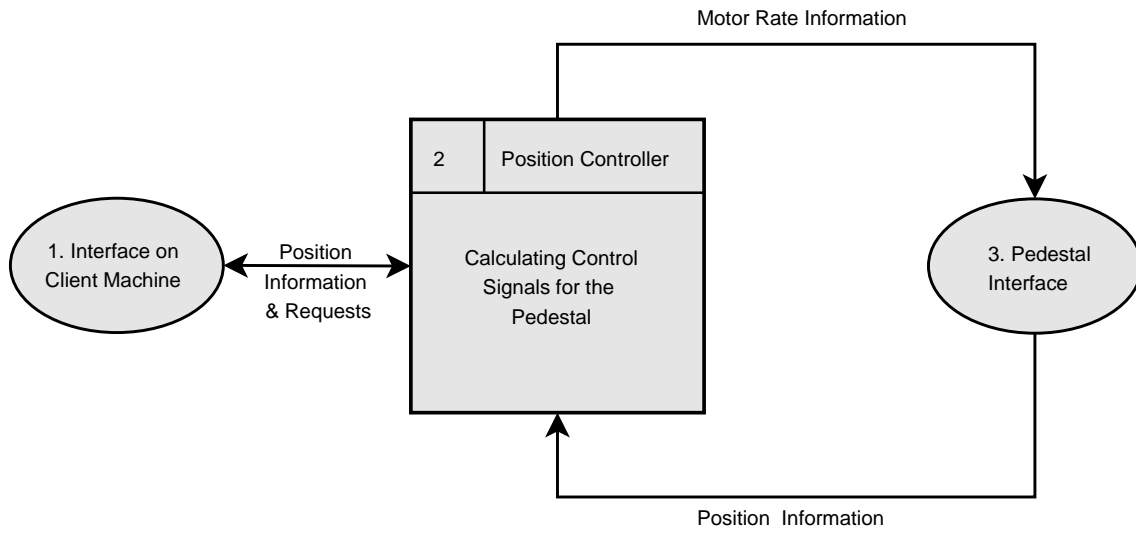 Motor Rate Information
2
Position Controller
1. Interface on
Client Machine
Position
Information
& Requests
Calculating Control
Signals for the
Pedestal
3. Pedestal
Interface
Position Information